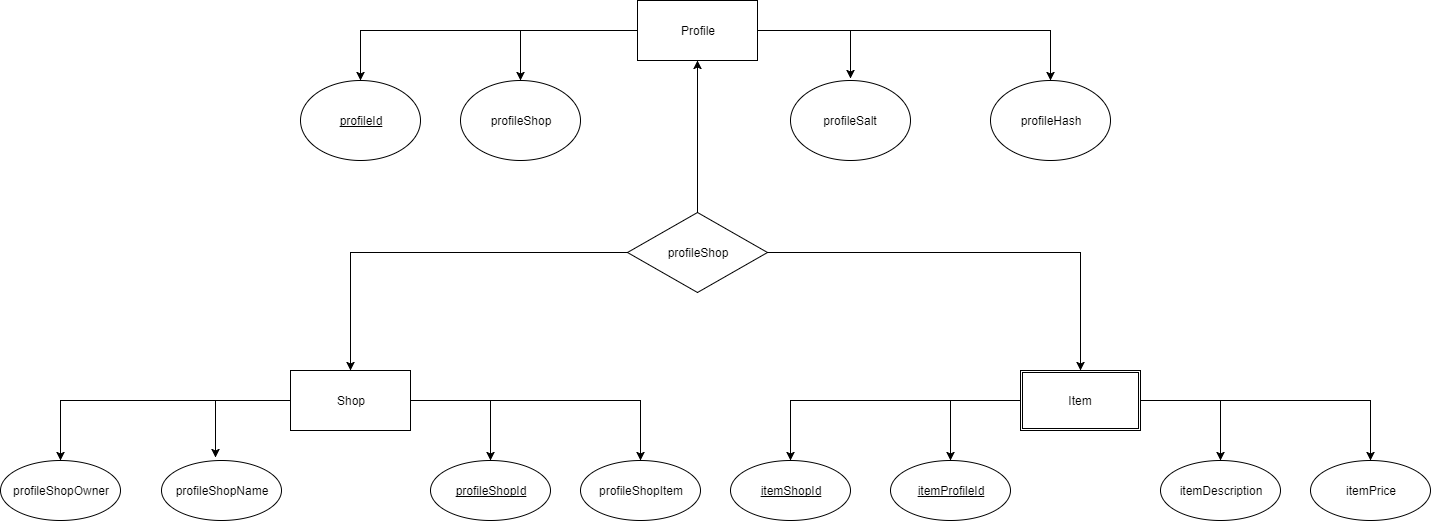 Profile
profileId
profileShop
profileSalt
profileHash
profileShop
Shop
Item
profileShopOwner
profileShopName
profileShopId
profileShopItem
itemShopId
itemProfileId
itemDescription
itemPrice